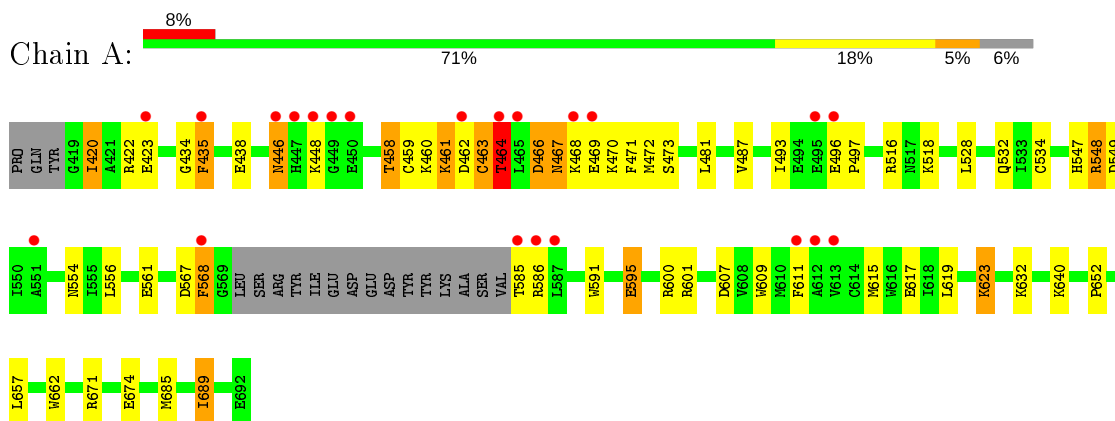 8%
Chain A:
71% 18% 5% 6%
PRO GLN TYR G419 I420 A421 R422 E423 G434 F435 E438 N446 H447 K448 G449 E450 T458 C459 K460 K461 D462 C463 T464 L465 D466 N467 K468 E469 K470 F471 M472 S473 L481 V487 I493 E494 E495 E496 P497 R516 N517 K518 L528 Q532 I533 C534 H547 R548 D549
I550 A551 N554 I555 L556 E561 D567 F568 G569 LEU SER ARG TYR ILE GLU ASP GLU ASP TYR TYR LYS ALA SER VAL T585 R586 L587 W591 E595 R600 R601 D607 V608 W609 M610 F611 A612 V613 C614 M615 W616 E617 I618 L619 K623 K632 K640 P652
L657 W662 R671 E674 M685 I689 E692